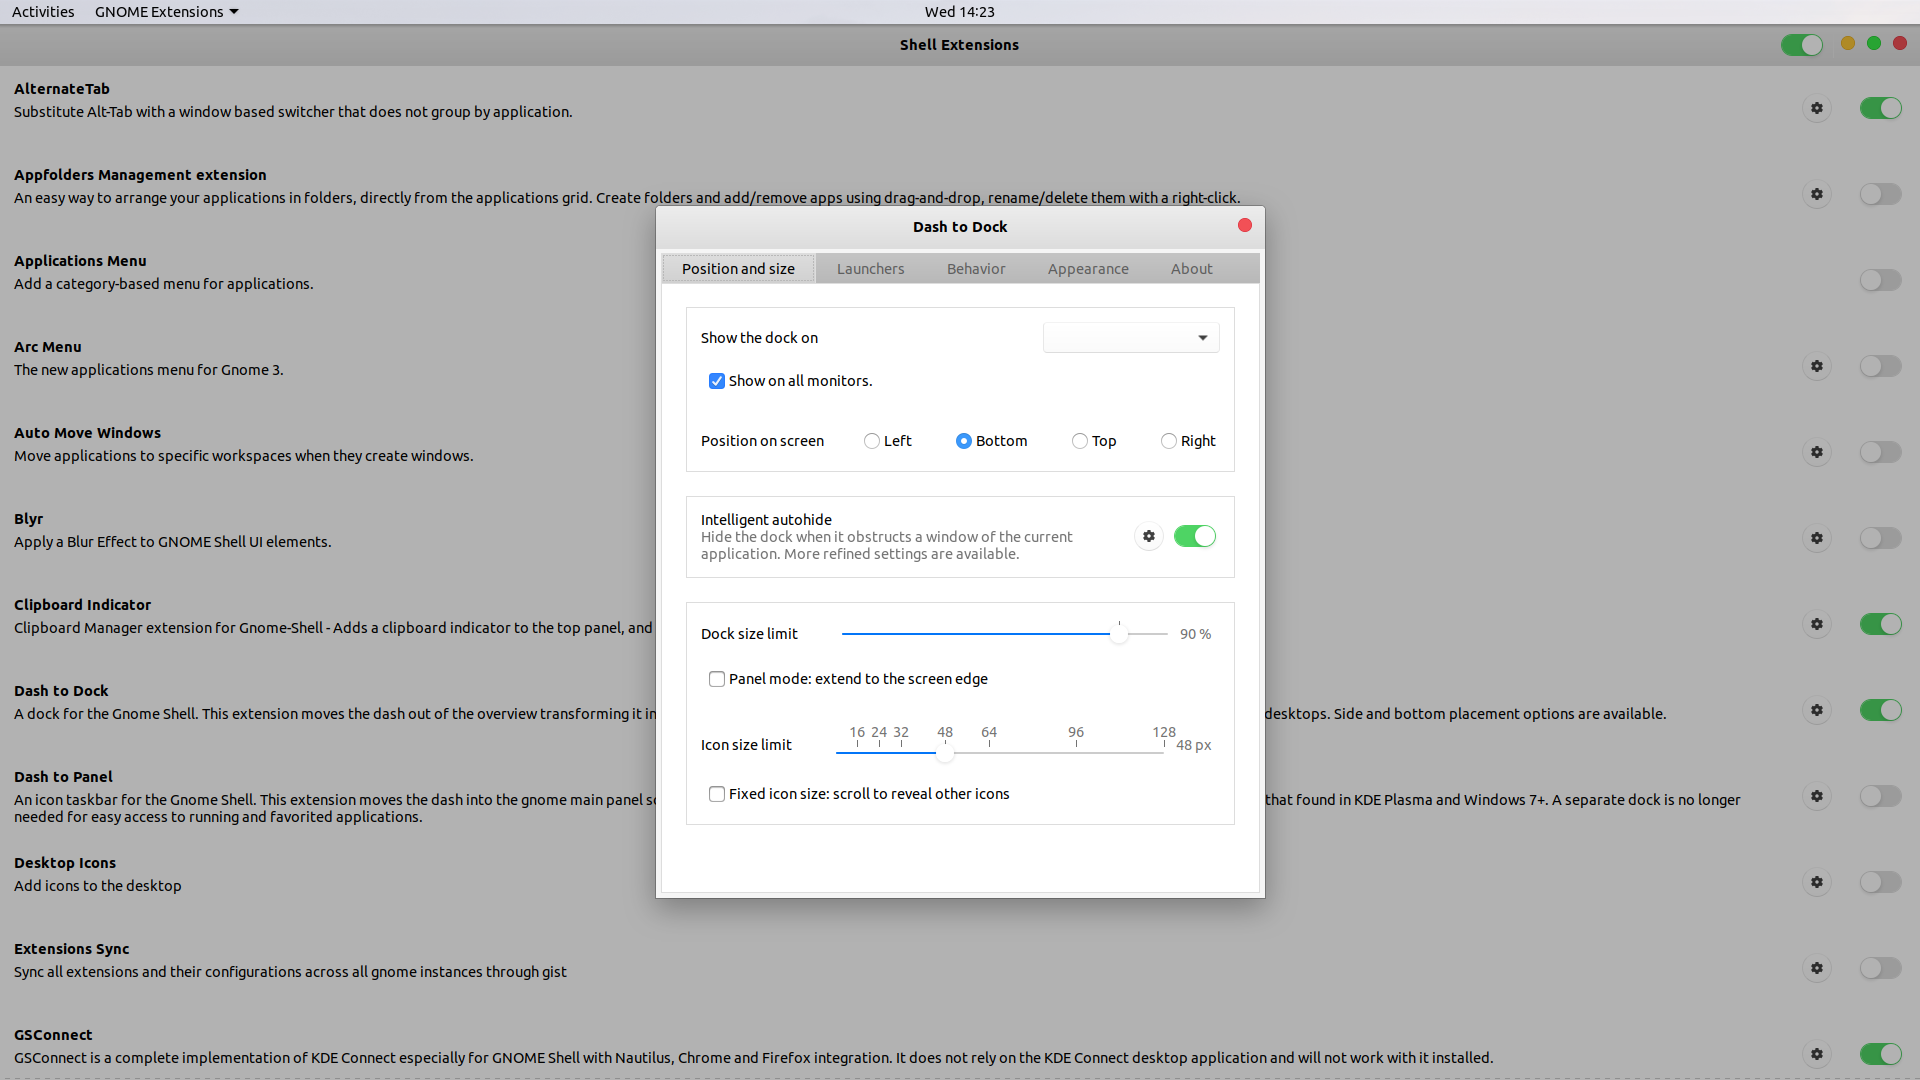 Activities GNOME Extensions Wed 14:23
Shell Extensions
AlternateTab
Substitute Alt-Tab with a window based switcher that does not group by application.
Appfolders Management extension
An easy way to arrange your applications in folders, directly from the applications grid. Create folders and add/remove apps using drag-and-drop, rename/delete them with a right-click.
Applications Menu
Add a category-based menu for applications.
Arc Menu
The new applications menu for Gnome 3.
Auto Move Windows
Move applications to specific workspaces when they create windows.
Blyr
Apply a Blur Effect to GNOME Shell UI elements.
Clipboard Indicator
Clipboard Manager extension for Gnome-Shell - Adds a clipboard indicator to the top panel, and
Dash to Dock
A dock for the Gnome Shell. This extension moves the dash out of the overview transforming it in desktops. Side and bottom placement options are available.
Dash to Panel
An icon taskbar for the Gnome Shell. This extension moves the dash into the gnome main panel so that found in KDE Plasma and Windows 7+. A separate dock is no longer
needed for easy access to running and favorited applications.
Desktop Icons
Add icons to the desktop
Extensions Sync
Sync all extensions and their configurations across all gnome instances through gist
GSConnect
GSConnect is a complete implementation of KDE Connect especially for GNOME Shell with Nautilus, Chrome and Firefox integration. It does not rely on the KDE Connect desktop application and will not work with it installed.
Dash to Dock
Position and size Launchers Behavior Appearance About
Show the dock on
Show on all monitors.
Position on screen Left Bottom Top Right
Intelligent autohide
Hide the dock when it obstructs a window of the current
application. More refined settings are available.
Dock size limit 90 %
Panel mode: extend to the screen edge
16 24 32 48 64 96 128
Icon size limit 48 px
Fixed icon size: scroll to reveal other icons